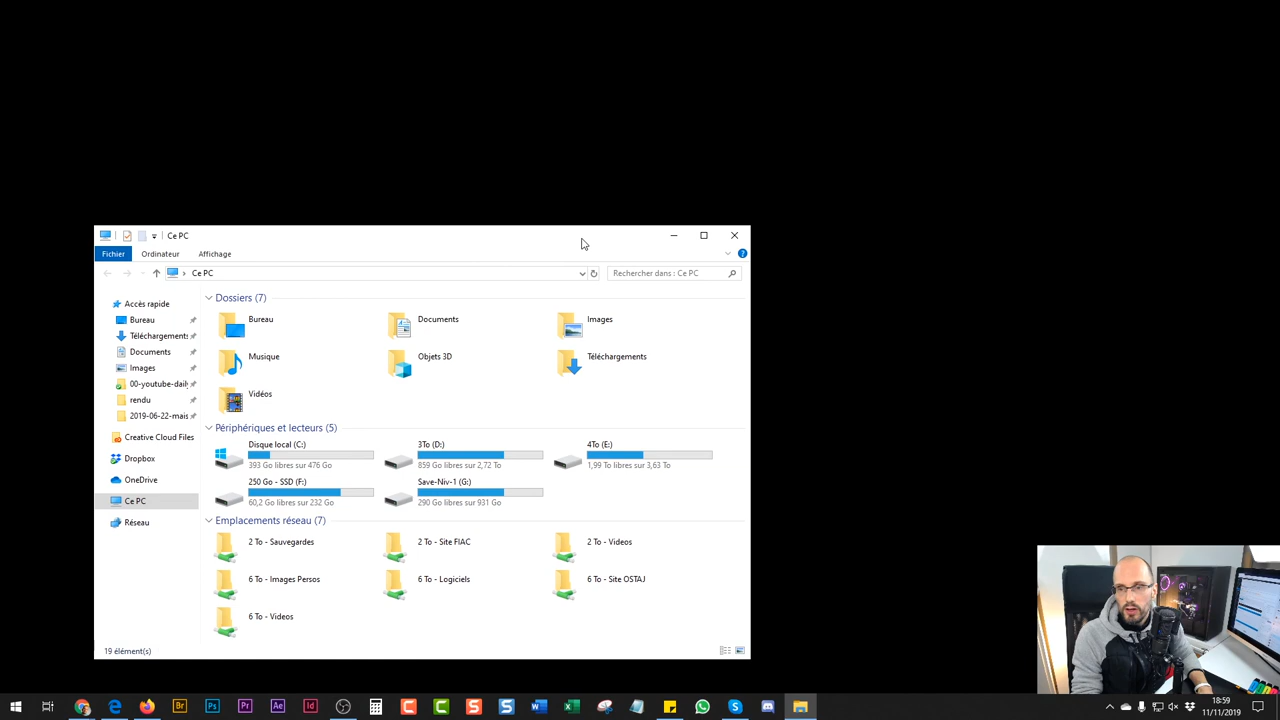 Ce PC
Fichier
Ordinateur
Affichage
Ce PC
Rechercher dans : Ce PC
Accès rapide
Bureau
Téléchargements
Documents
Images
00-youtube-daily
rendu
2019-06-22-mais
Creative Cloud Files
Dropbox
OneDrive
Ce PC
Réseau
Dossiers (7)
Bureau
Documents
Images
Musique
Objets 3D
Téléchargements
Vidéos
Périphériques et lecteurs (5)
Disque local (C:)
393 Go libres sur 476 Go
3To (D:)
859 Go libres sur 2,72 To
4To (E:)
1,99 To libres sur 3,63 To
250 Go - SSD (F:)
60,2 Go libres sur 232 Go
Save-Niv-1 (G:)
290 Go libres sur 931 Go
Emplacements réseau (7)
2 To - Sauvegardes
2 To - Site FIAC
2 To - Videos
6 To - Images Persos
6 To - Logiciels
6 To - Site OSTAJ
6 To - Videos
19 élément(s)
Br
Ps
Pr
Ae
Id
18:59
11/11/2019